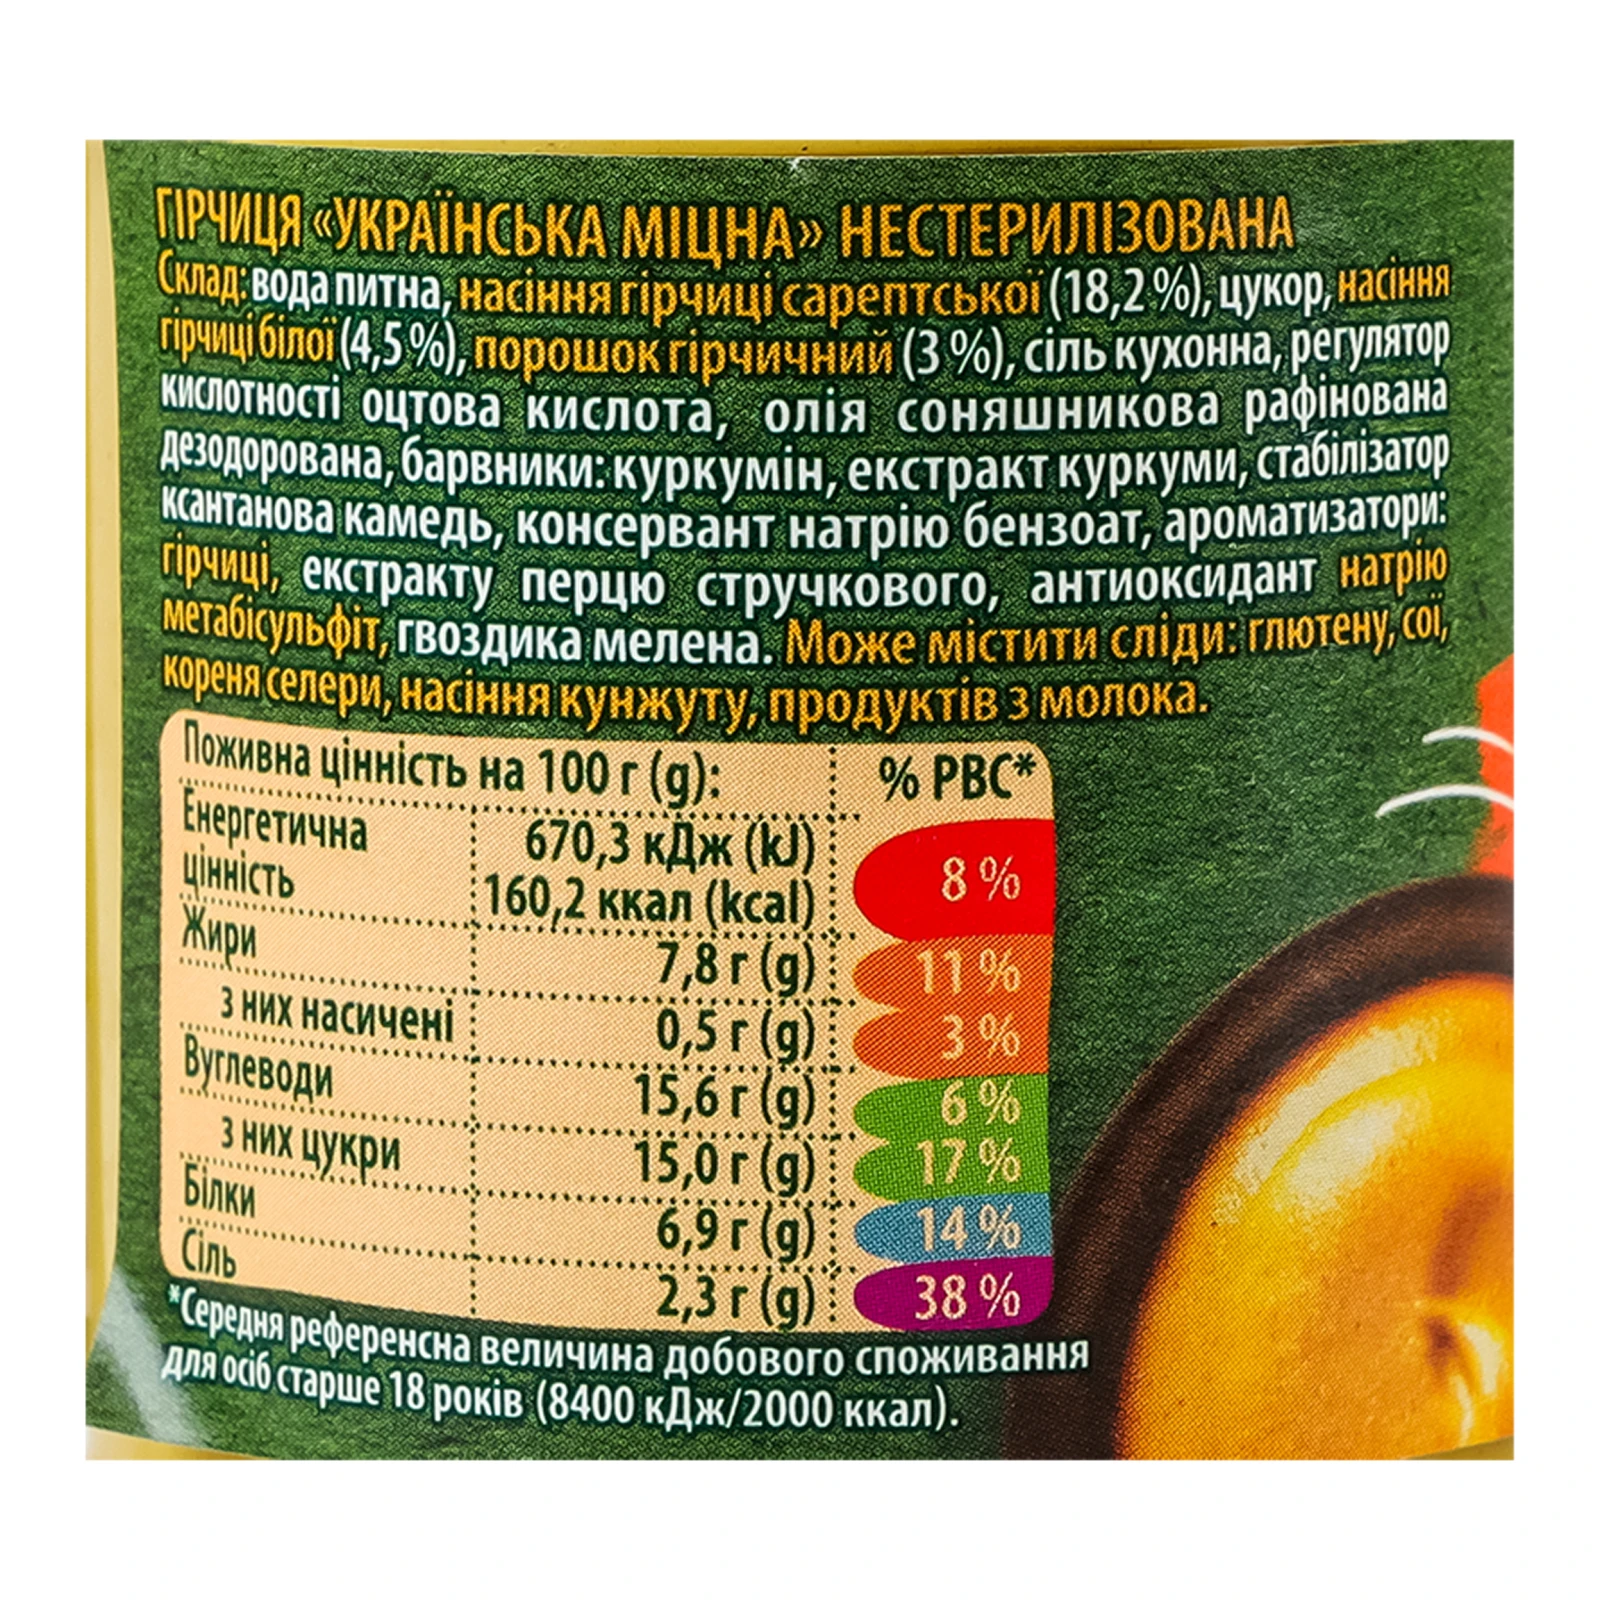 ГІРЧИЦЯ «УКРАЇНСЬКА МІЦНА» НЕСТЕРИЛІЗОВАНА
Склад: вода питна, насіння гірчиці сарептської (18,2 %), цукор, насіння
гірчиці білої (4,5 %), порошок гірчичний (3 %), сіль кухонна, регулятор
кислотності оцтова кислота, олія соняшникова рафінована
дезодорована, барвники: куркумін, екстракт куркуми, стабілізатор
ксантанова камедь, консервант натрію бензоат, ароматизатори:
гірчиці, екстракту перцю стручкового, антиоксидант натрію
метабісульфіт, гвоздика мелена. Може містити сліди: глютену, сої,
кореня селери, насіння кунжуту, продуктів з молока.
Поживна цінність на 100 г (g): % РВС*
Енергетична цінність 670,3 кДж (kJ) 8 %
160,2 ккал (kcal)
Жири 7,8 г (g) 11 %
з них насичені 0,5 г (g) 3 %
Вуглеводи 15,6 г (g) 6 %
з них цукри 15,0 г (g) 17 %
Білки 6,9 г (g) 14 %
Сіль 2,3 г (g) 38 %
*Середня референсна величина добового споживання
для осіб старше 18 років (8400 кДж/2000 ккал).